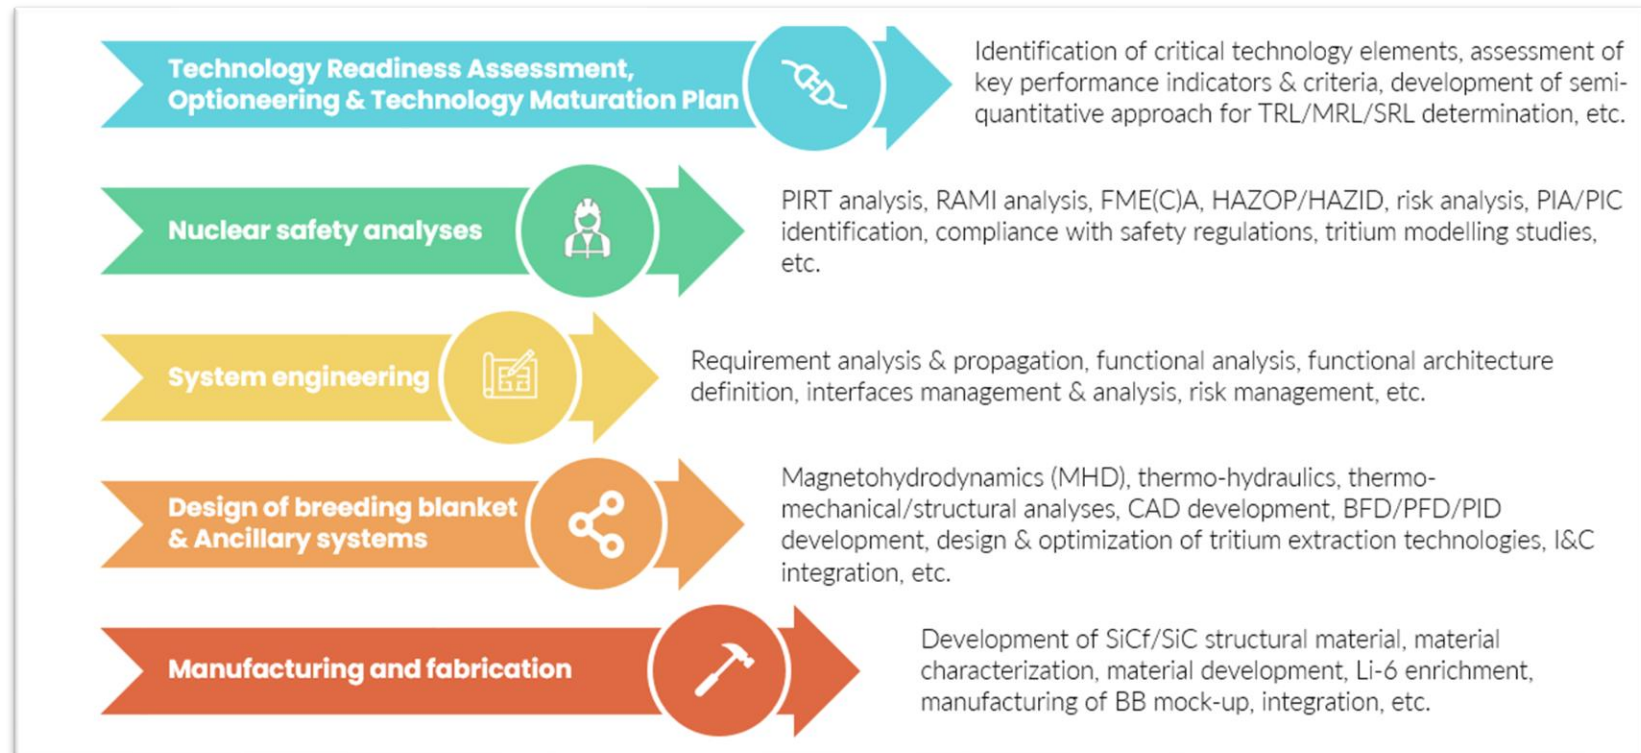 Technology Readiness Assessment,
Optioneering & Technology Maturation Plan
Identification of critical technology elements, assessment of
key performance indicators & criteria, development of semi-
quantitative approach for TRL/MRL/SRL determination, etc.
Nuclear safety analyses
PIRT analysis, RAMI analysis, FME(C)A, HAZOP/HAZID, risk analysis, PIA/PIC
identification, compliance with safety regulations, tritium modelling studies,
etc.
System engineering
Requirement analysis & propagation, functional analysis, functional architecture
definition, interfaces management & analysis, risk management, etc.
Design of breeding blanket
& Ancillary systems
Magnetohydrodynamics (MHD), thermo-hydraulics, thermo-
mechanical/structural analyses, CAD development, BFD/PFD/PID
development, design & optimization of tritium extraction technologies, I&C
integration, etc.
Manufacturing and fabrication
Development of SiCf/SiC structural material, material
characterization, material development, Li-6 enrichment,
manufacturing of BB mock-up, integration, etc.